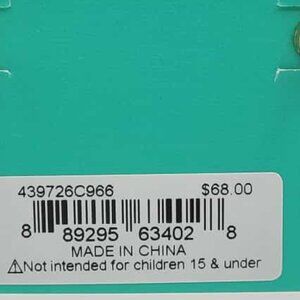 439726C966 $68.00
8 89295 63402 8
MADE IN CHINA
⚠Not intended for children 15 & under